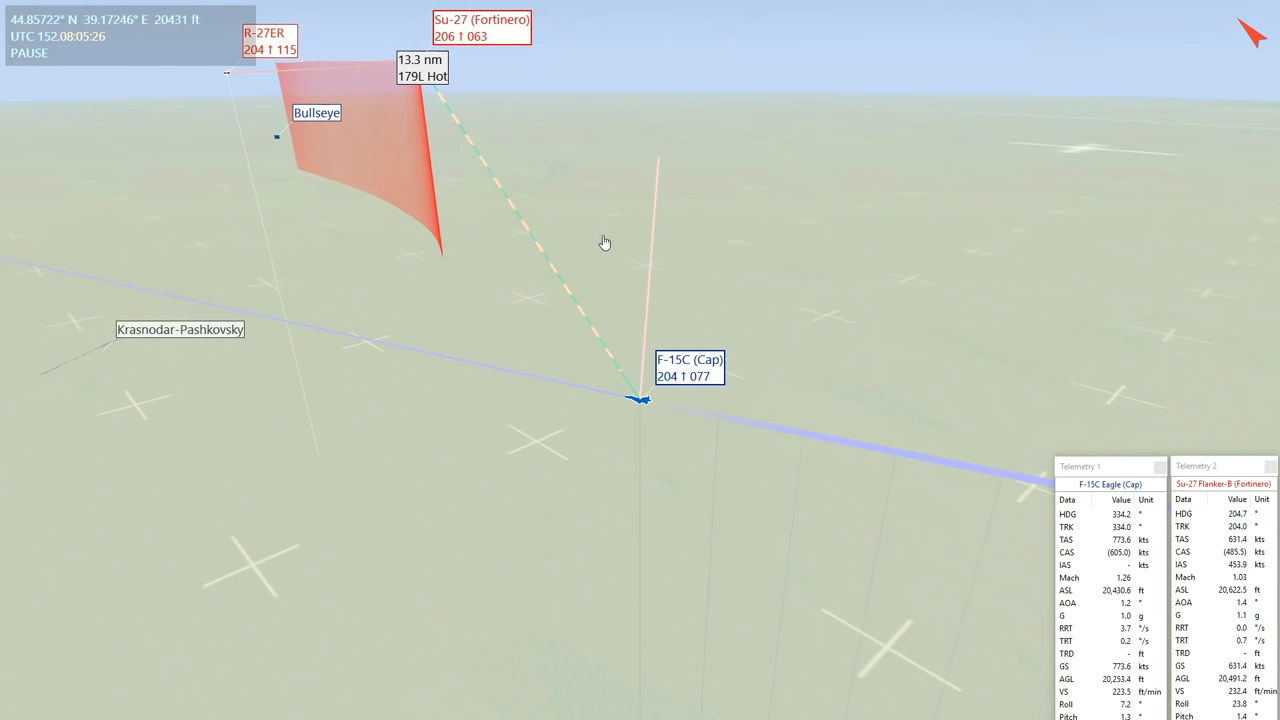 44.85722° N  39.17246° E  20431 ft
UTC 152.08:05:26
PAUSE
R-27ER
204 ↑ 115
Su-27 (Fortinero)
206 ↑ 063
13.3 nm
179L Hot
Bullseye
Krasnodar-Pashkovsky
F-15C (Cap)
204 ↑ 077
Telemetry 1
F-15C Eagle (Cap)
Data Value Unit
HDG 334.2 °
TRK 334.0 °
TAS 773.6 kts
CAS (605.0) kts
IAS - kts
Mach 1.26
ASL 20,430.6 ft
AOA 1.2 °
G 1.0 g
RRT 3.7 °/s
TRT 0.2 °/s
TRD - ft
GS 773.6 kts
AGL 20,253.4 ft
VS 223.5 ft/min
Roll 7.2 °
Pitch 1.3 °
Telemetry 2
Su-27 Flanker-B (Fortinero)
Data Value Unit
HDG 204.7 °
TRK 204.0 °
TAS 631.4 kts
CAS (485.5) kts
IAS 453.9 kts
Mach 1.03
ASL 20,622.5 ft
AOA 1.4 °
G 1.1 g
RRT 0.0 °/s
TRT 0.7 °/s
TRD - ft
GS 631.4 kts
AGL 20,491.2 ft
VS 232.4 ft/min
Roll 23.8 °
Pitch 1.4 °